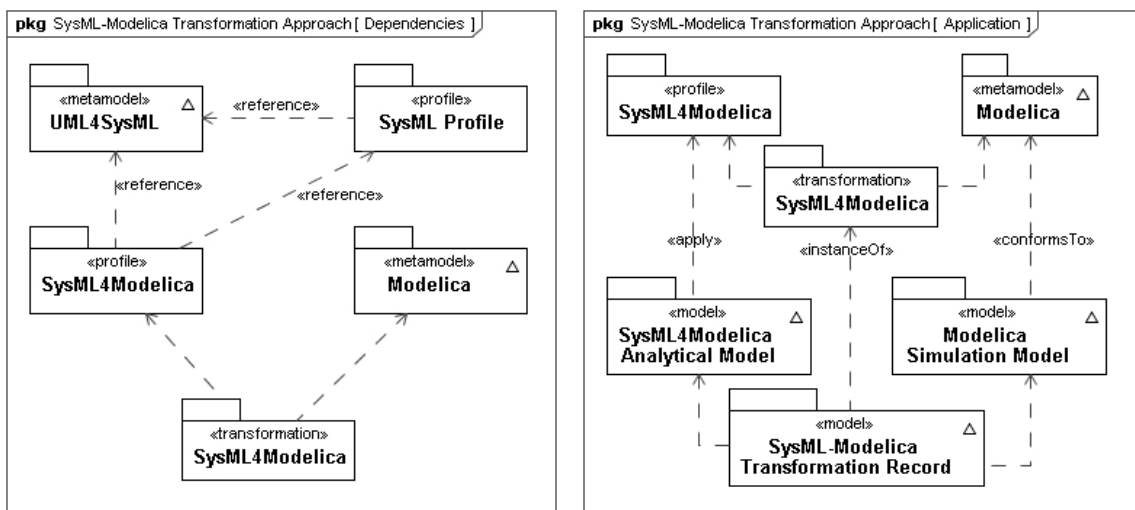 pkg SysML-Modelica Transformation Approach [ Dependencies ]
«metamodel»
UML4SysML
«reference»
«profile»
SysML Profile
«reference»
«reference»
«profile»
SysML4Modelica
«metamodel»
Modelica
«transformation»
SysML4Modelica
pkg SysML-Modelica Transformation Approach [ Application ]
«profile»
SysML4Modelica
«metamodel»
Modelica
«transformation»
SysML4Modelica
«apply»
«instanceOf»
«conformsTo»
«model»
SysML4Modelica
Analytical Model
«model»
Modelica
Simulation Model
«model»
SysML-Modelica
Transformation Record